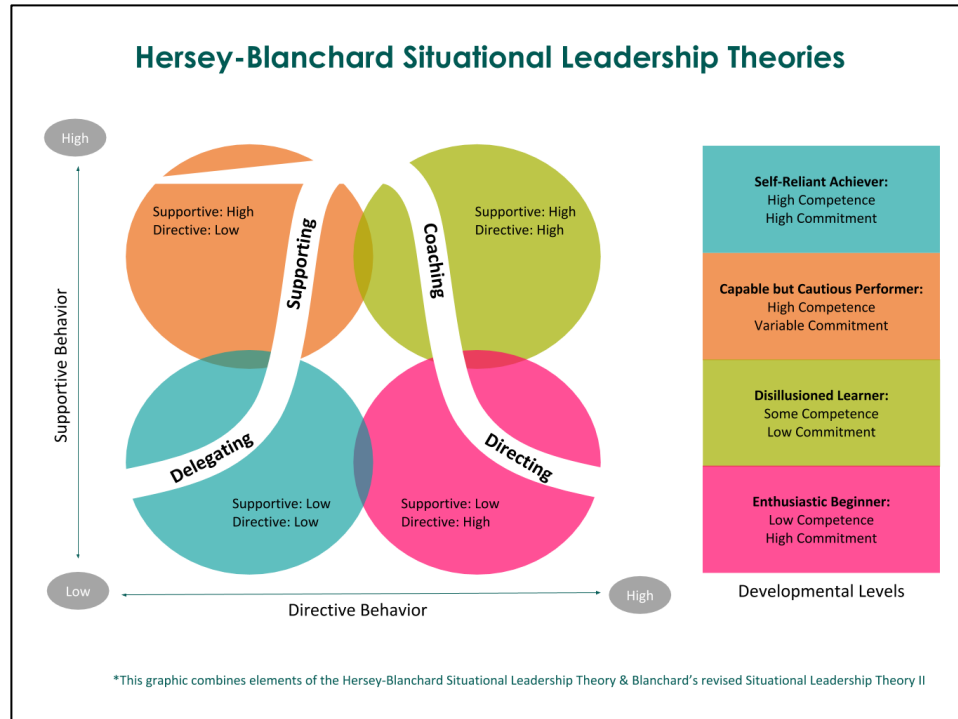 Hersey-Blanchard Situational Leadership Theories
High
Supportive: High
Directive: Low
Supporting
Coaching
Supportive: High
Directive: High
Supportive Behavior
Delegating
Supportive: Low
Directive: Low
Supportive: Low
Directive: High
Directing
Low
Directive Behavior
High
Self-Reliant Achiever:
High Competence
High Commitment
Capable but Cautious Performer:
High Competence
Variable Commitment
Disillusioned Learner:
Some Competence
Low Commitment
Enthusiastic Beginner:
Low Competence
High Commitment
Developmental Levels
*This graphic combines elements of the Hersey-Blanchard Situational Leadership Theory & Blanchard's revised Situational Leadership Theory II